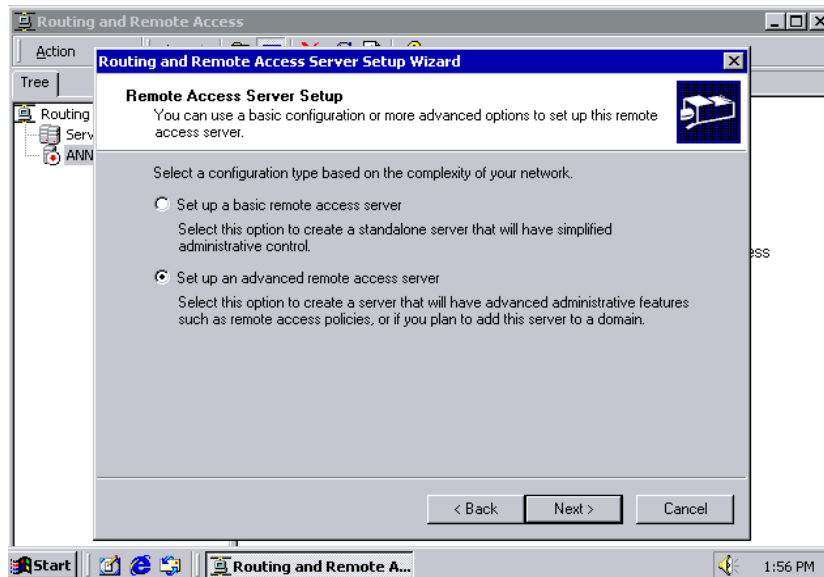 Routing and Remote Access
Action
Tree
Routing
Serv
ANN
ess
Routing and Remote Access Server Setup Wizard
Remote Access Server Setup
You can use a basic configuration or more advanced options to set up this remote
access server.
Select a configuration type based on the complexity of your network.
Set up a basic remote access server
Select this option to create a standalone server that will have simplified
administrative control.
Set up an advanced remote access server
Select this option to create a server that will have advanced administrative features
such as remote access policies, or if you plan to add this server to a domain.
< Back
Next >
Cancel
Start
Routing and Remote A...
1:56 PM